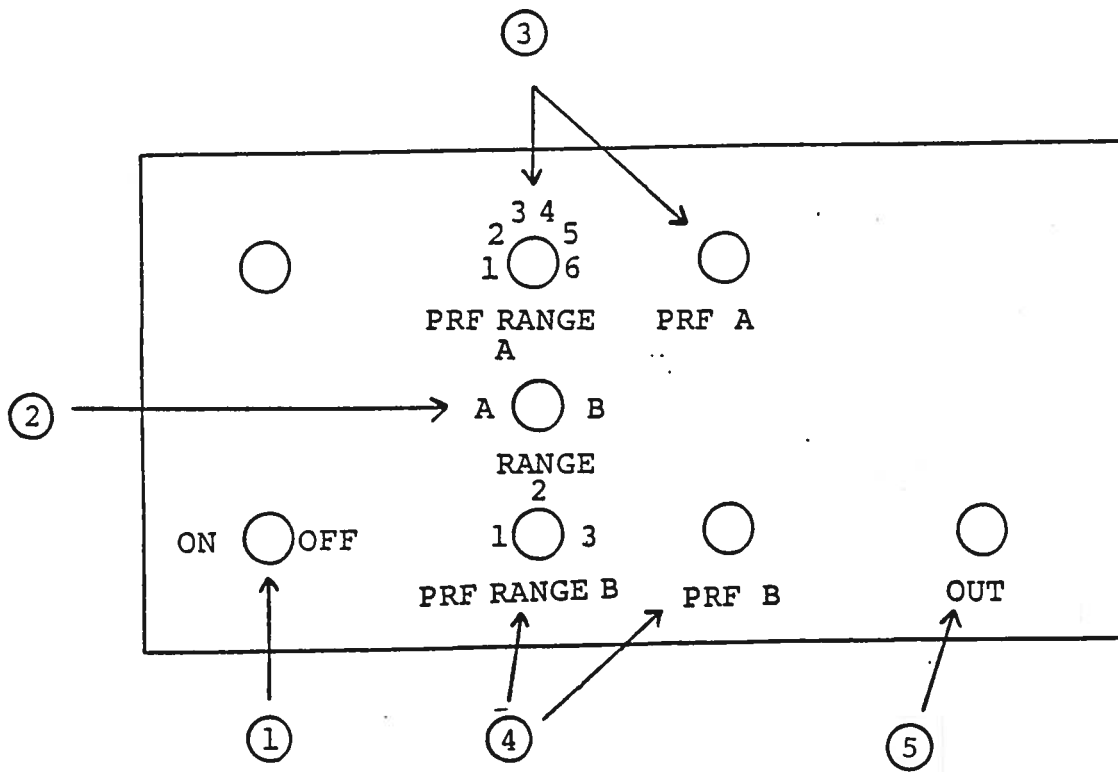 3
3 4
2 5
1 6
PRF RANGE PRF A
A
2 A B
RANGE
2
ON OFF 1 3
PRF RANGE B PRF B OUT
1 4 5